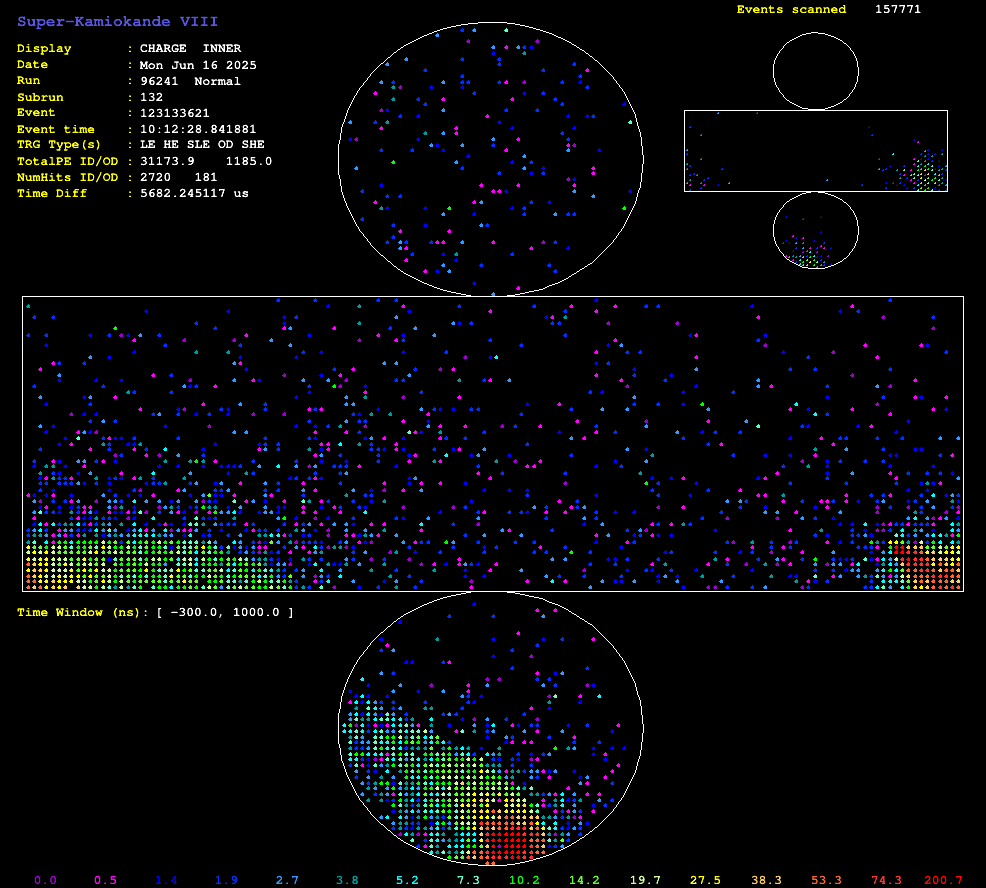 Super-Kamiokande VIII
Events scanned 157771
Display : CHARGE INNER
Date : Mon Jun 16 2025
Run : 96241 Normal
Subrun : 132
Event : 123133621
Event time : 10:12:28.841881
TRG Type(s) : LE HE SLE OD SHE
TotalPE ID/OD : 31173.9 1185.0
NumHits ID/OD : 2720 181
Time Diff : 5682.245117 us
Time Window (ns): [ -300.0, 1000.0 ]
0.0 0.5 1.4 1.9 2.7 3.8 5.2 7.3 10.2 14.2 19.7 27.5 38.3 53.3 74.3 200.7